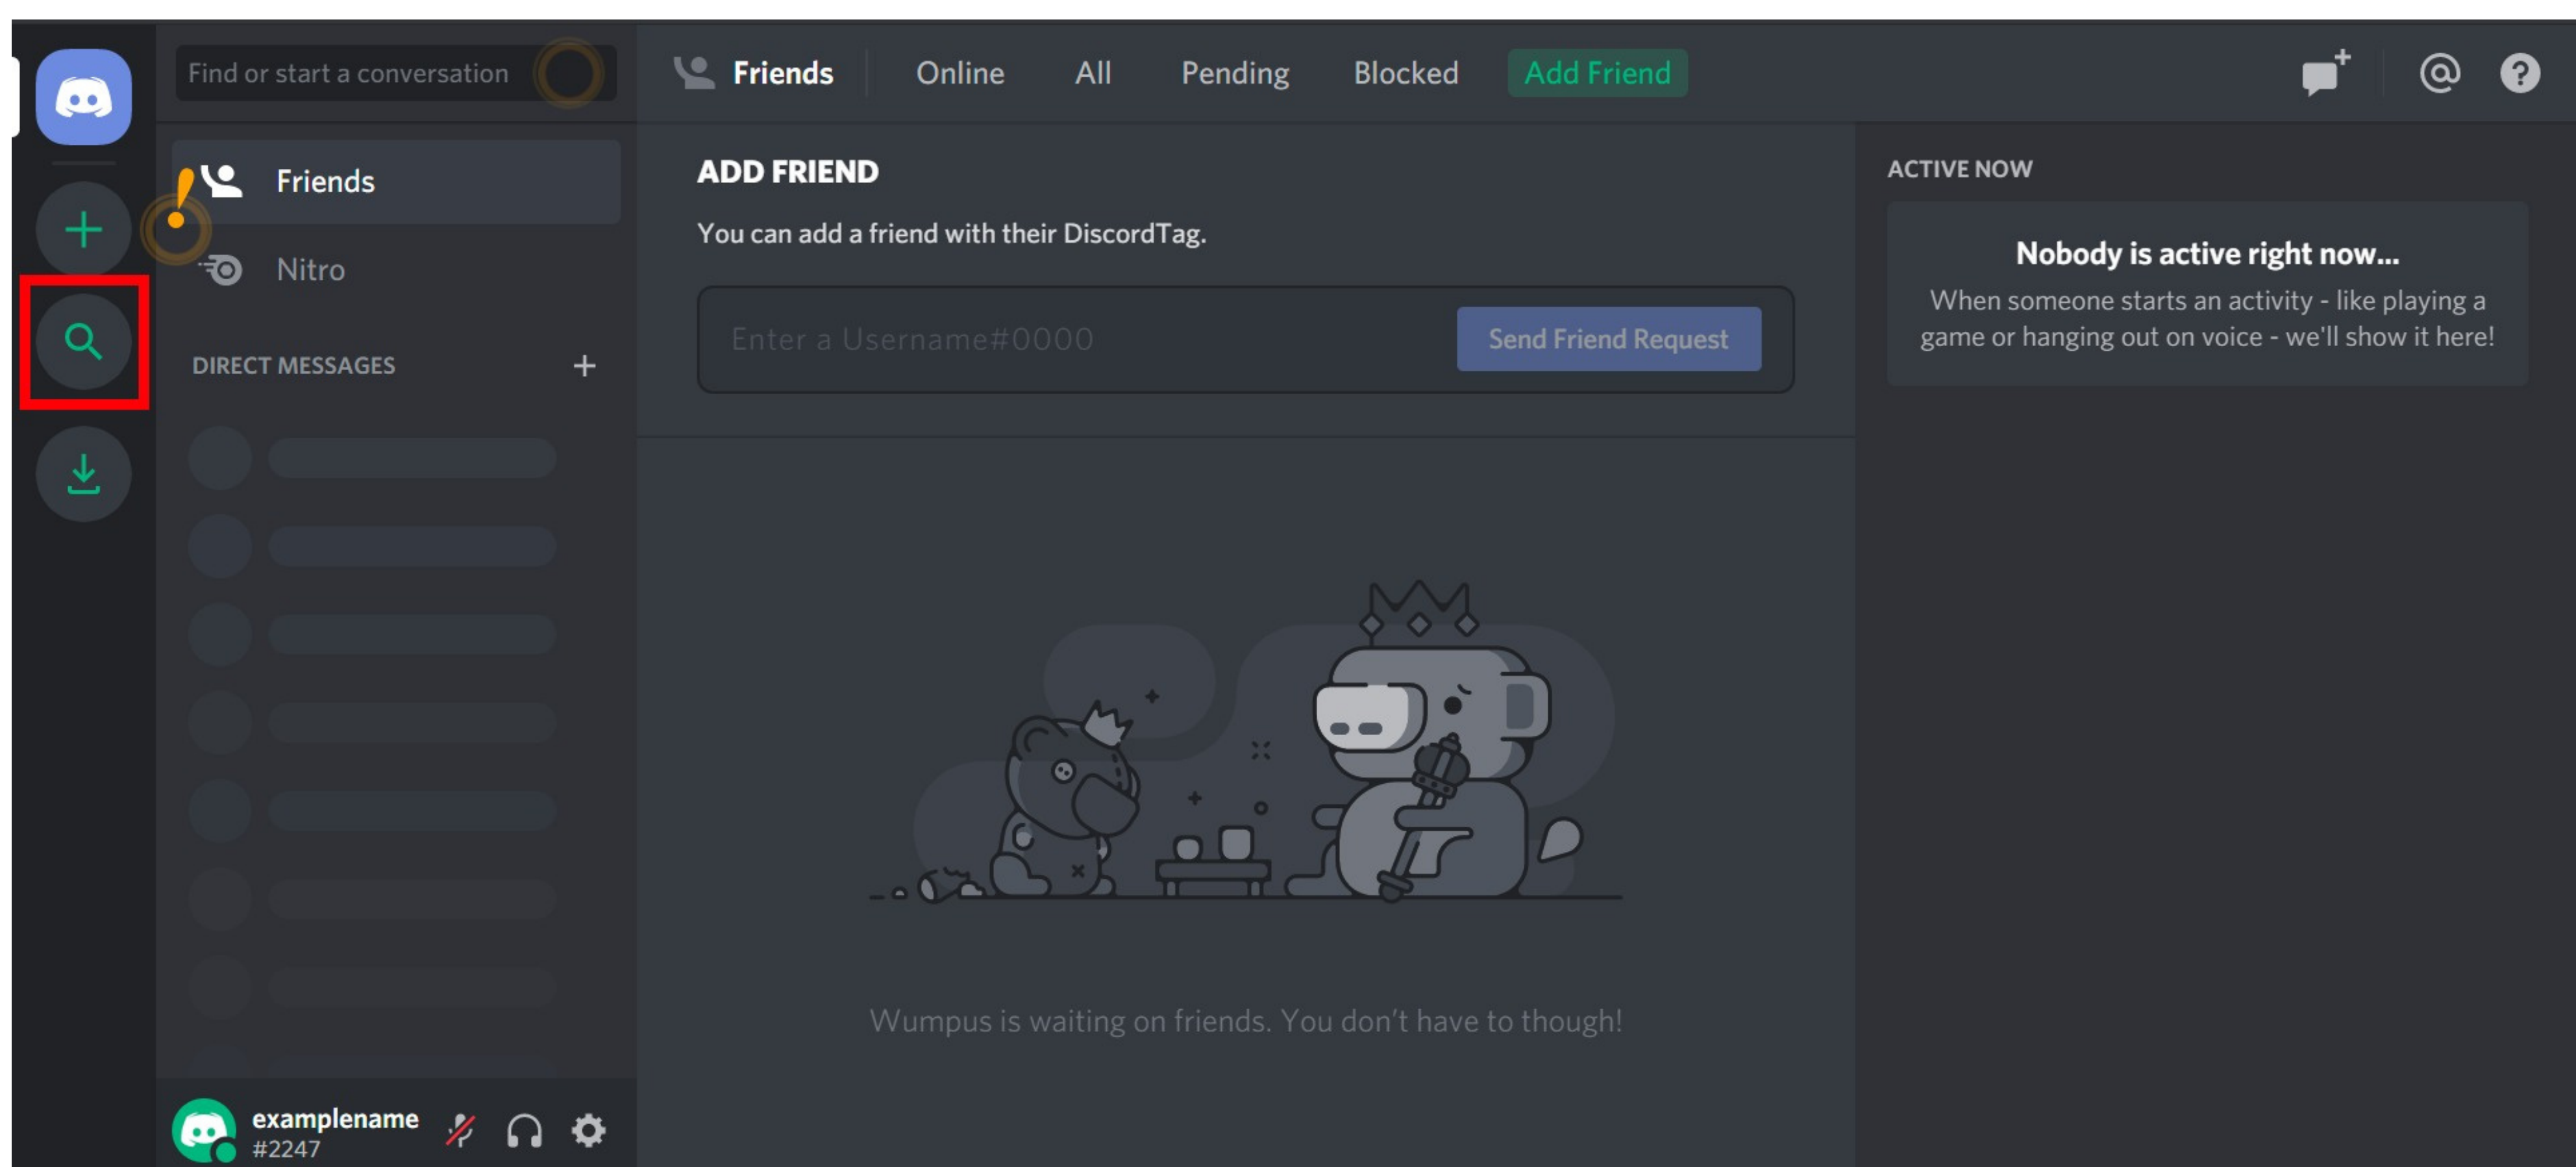 Find or start a conversation
Friends
Online
All
Pending
Blocked
Add Friend
Friends
Nitro
DIRECT MESSAGES
ADD FRIEND
You can add a friend with their DiscordTag.
Enter a Username#0000
Send Friend Request
Wumpus is waiting on friends. You don't have to though!
ACTIVE NOW
Nobody is active right now...
When someone starts an activity - like playing a
game or hanging out on voice - we'll show it here!
examplename
#2247